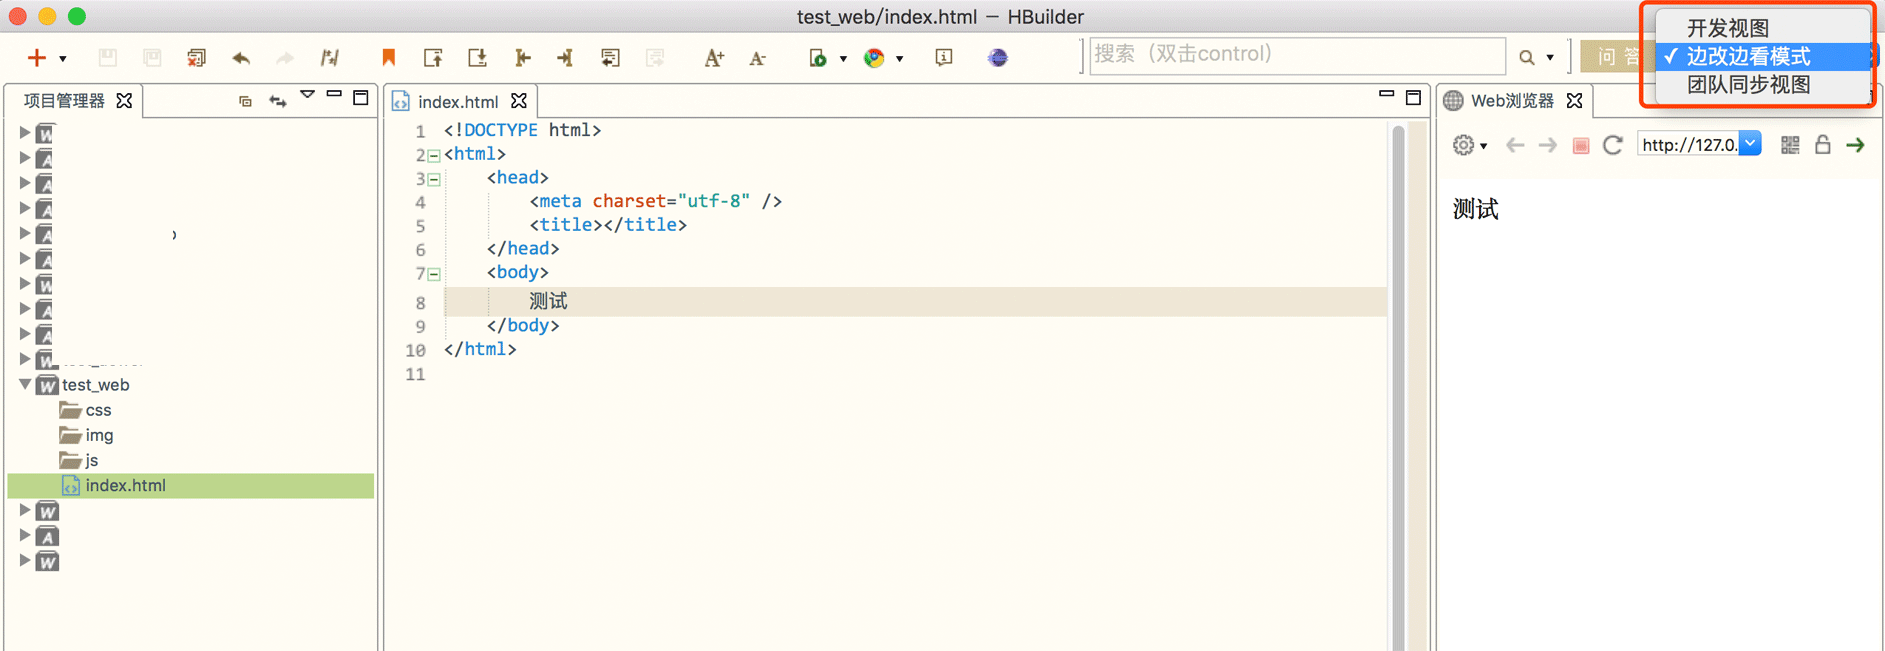 test_web/index.html — HBuilder
开发视图
边改边看模式
团队同步视图
搜索（双击control）
问 答
项目管理器
index.html
Web浏览器
http://127.0.
W
A
A
A
A
A
W
A
A
W
test_web
css
img
js
index.html
W
A
W
1 <!DOCTYPE html>
2 <html>
3 <head>
4 <meta charset="utf-8" />
5 <title></title>
6 </head>
7 <body>
8 测试
9 </body>
10 </html>
11
测试